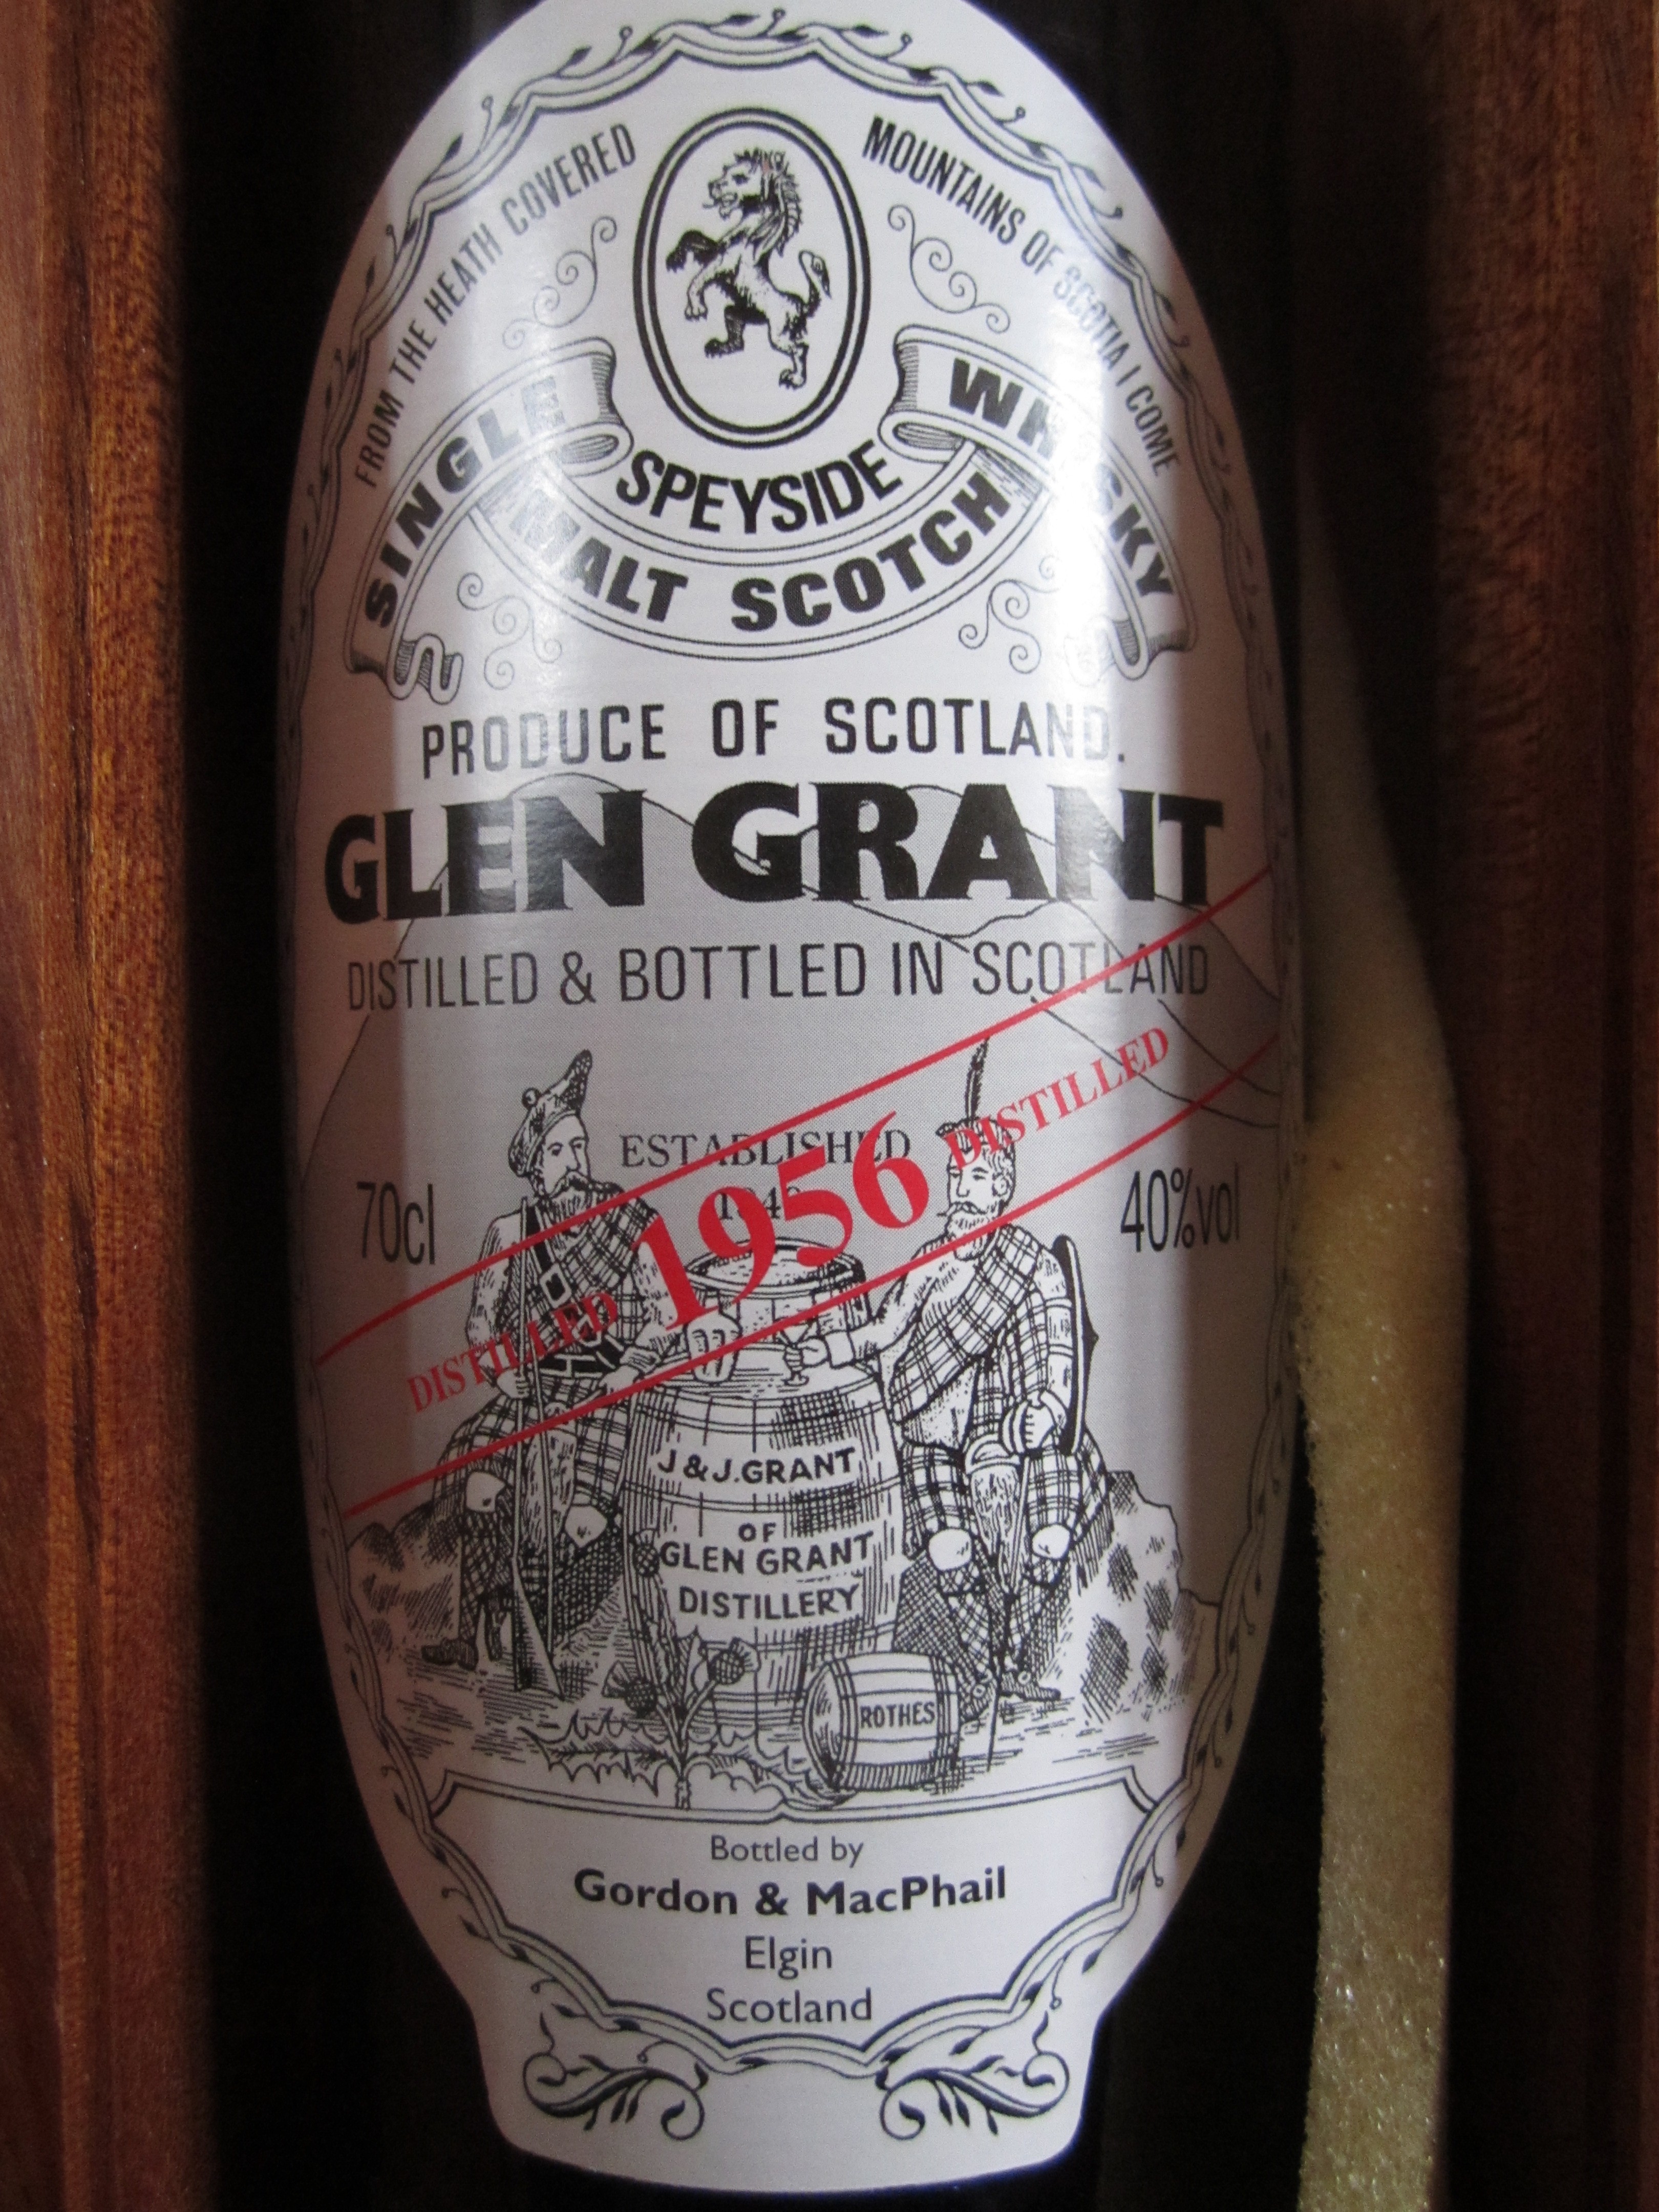 FROM THE HEATH COVERED MOUNTAINS OF SCOTIA I COME
SINGLE MALT SCOTCH WHISKY
SPEYSIDE
PRODUCE OF SCOTLAND.
GLEN GRANT
DISTILLED & BOTTLED IN SCOTLAND
ESTABLISHED
70cl
40%vol
DISTILLED 1956 DISTILLED
J & J. GRANT
OF
GLEN GRANT
DISTILLERY
ROTHES
Bottled by
Gordon & MacPhail
Elgin
Scotland